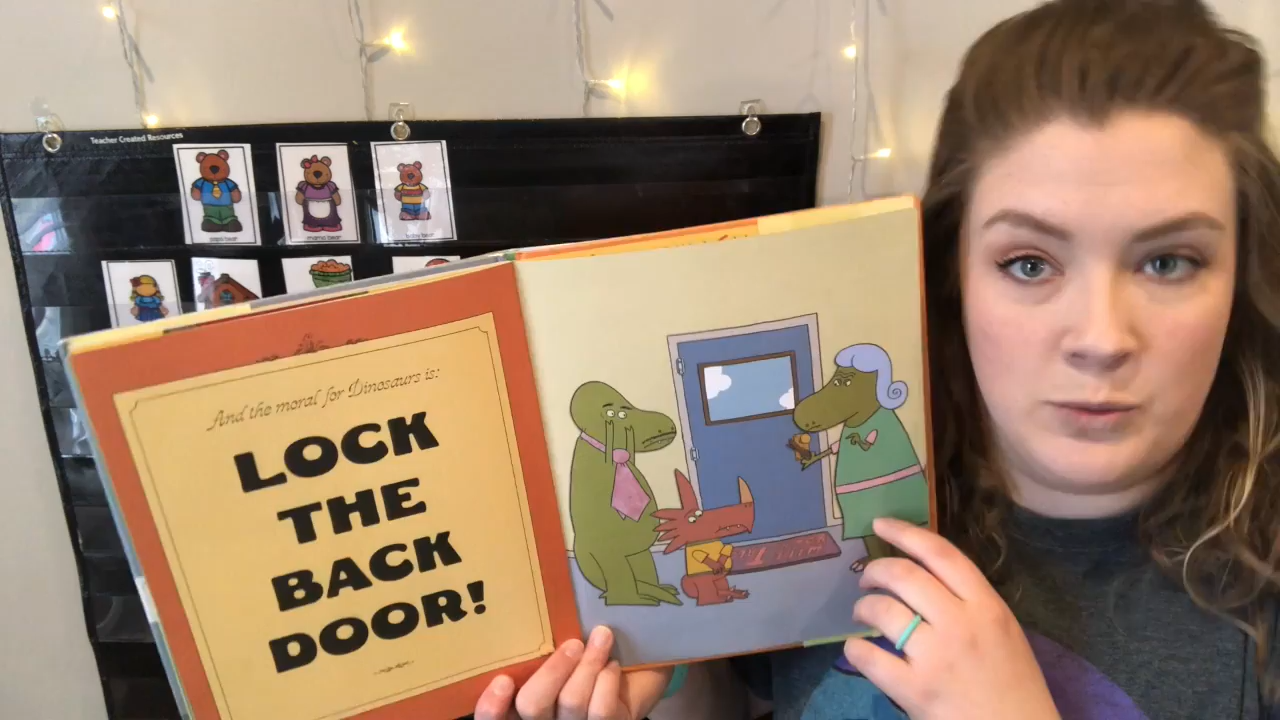 Teacher Created Resources
papa bear
mama bear
baby bear
And the moral for Dinosaurs is:
LOCK
THE
BACK
DOOR!